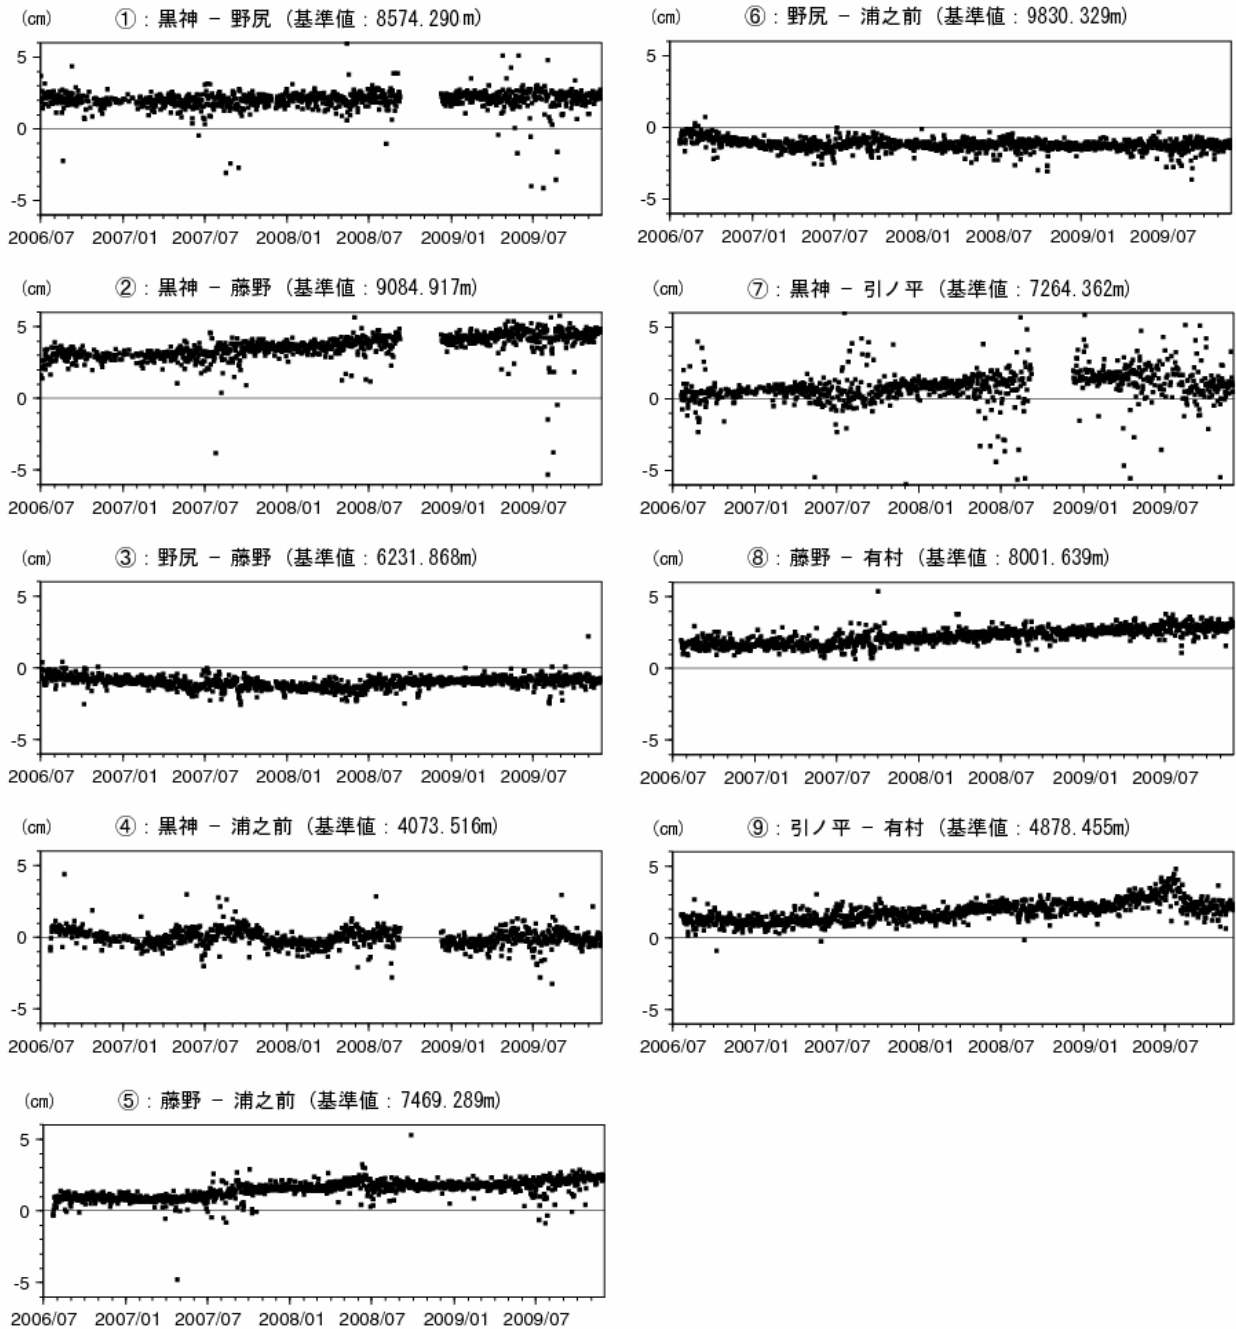 (cm) ①：黒神 − 野尻 (基準値：8574.290m)
5
0
-5
2006/07 2007/01 2007/07 2008/01 2008/07 2009/01 2009/07
(cm) ②：黒神 − 藤野 (基準値：9084.917m)
5
0
-5
2006/07 2007/01 2007/07 2008/01 2008/07 2009/01 2009/07
(cm) ③：野尻 − 藤野 (基準値：6231.868m)
5
0
-5
2006/07 2007/01 2007/07 2008/01 2008/07 2009/01 2009/07
(cm) ④：黒神 − 浦之前 (基準値：4073.516m)
5
0
-5
2006/07 2007/01 2007/07 2008/01 2008/07 2009/01 2009/07
(cm) ⑤：藤野 − 浦之前 (基準値：7469.289m)
5
0
-5
2006/07 2007/01 2007/07 2008/01 2008/07 2009/01 2009/07
(cm) ⑥：野尻 − 浦之前 (基準値：9830.329m)
5
0
-5
2006/07 2007/01 2007/07 2008/01 2008/07 2009/01 2009/07
(cm) ⑦：黒神 − 引ノ平 (基準値：7264.362m)
5
0
-5
2006/07 2007/01 2007/07 2008/01 2008/07 2009/01 2009/07
(cm) ⑧：藤野 − 有村 (基準値：8001.639m)
5
0
-5
2006/07 2007/01 2007/07 2008/01 2008/07 2009/01 2009/07
(cm) ⑨：引ノ平 − 有村 (基準値：4878.455m)
5
0
-5
2006/07 2007/01 2007/07 2008/01 2008/07 2009/01 2009/07